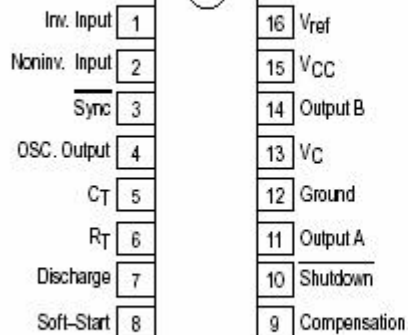 Inv. Input 1 16 Vref
Noninv. Input 2 15 VCC
Sync 3 14 Output B
OSC. Output 4 13 VC
CT 5 12 Ground
RT 6 11 Output A
Discharge 7 10 Shutdown
Soft–Start 8 9 Compensation